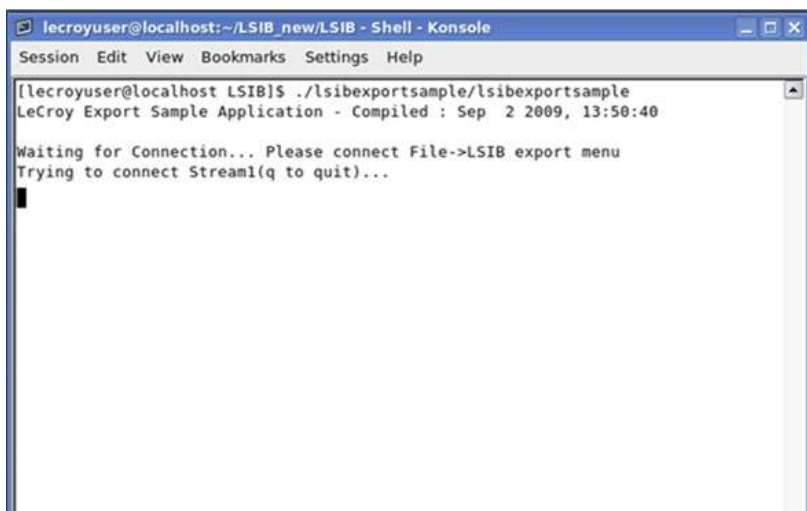 lecroyuser@localhost:~/LSIB_new/LSIB - Shell - Konsole
Session Edit View Bookmarks Settings Help
[lecroyuser@localhost LSIB]$ ./lsibexportsample/lsibexportsample
LeCroy Export Sample Application - Compiled : Sep  2 2009, 13:50:40
Waiting for Connection... Please connect File->LSIB export menu
Trying to connect Stream1(q to quit)...